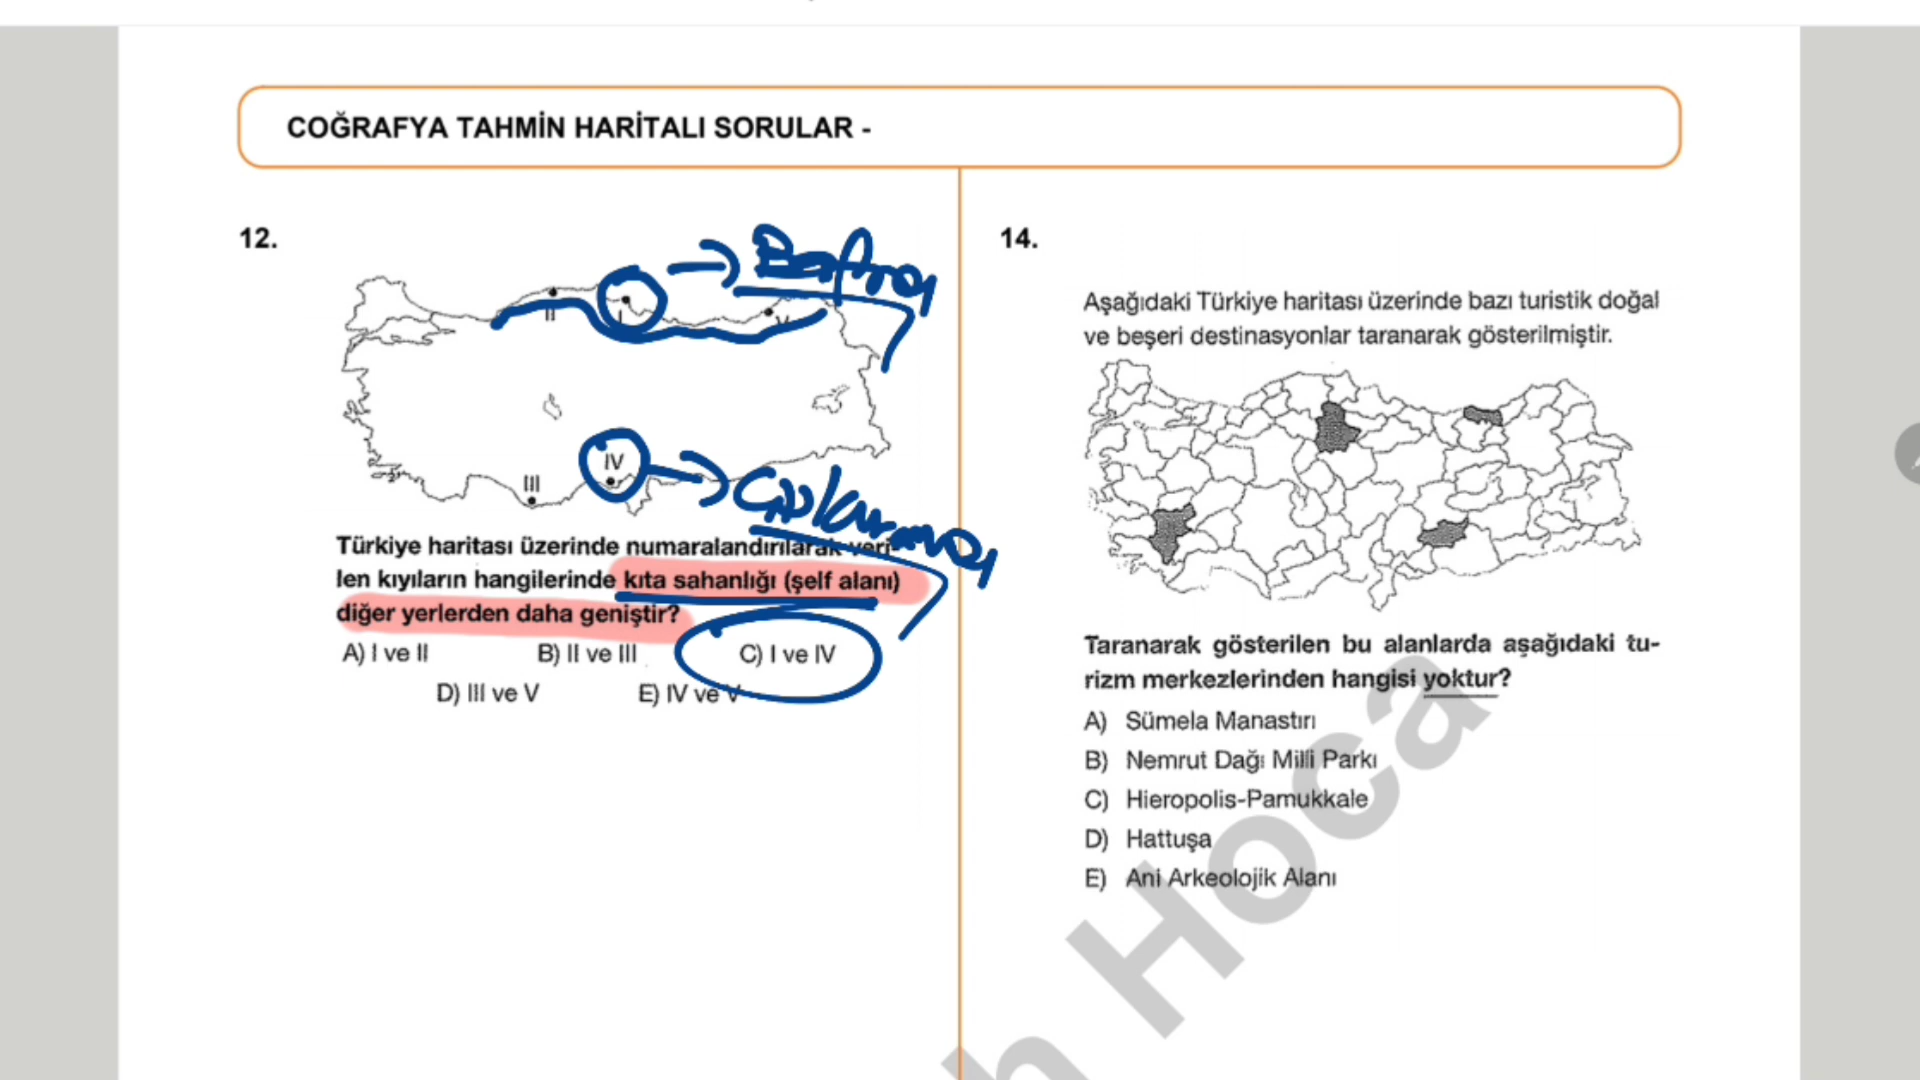 COĞRAFYA TAHMİN HARİTALI SORULAR -
12.
Bafra
II
I
V
IV
III
Çukurova
Türkiye haritası üzerinde numaralandırılarak veri-
len kıyıların hangilerinde kıta sahanlığı (şelf alanı)
diğer yerlerden daha geniştir?
A) I ve II B) II ve III C) I ve IV
D) III ve V E) IV ve V
14.
Aşağıdaki Türkiye haritası üzerinde bazı turistik doğal
ve beşeri destinasyonlar taranarak gösterilmiştir.
Taranarak gösterilen bu alanlarda aşağıdaki tu-
rizm merkezlerinden hangisi yoktur?
A) Sümela Manastırı
B) Nemrut Dağı Millî Parkı
C) Hieropolis-Pamukkale
D) Hattuşa
E) Ani Arkeolojik Alanı
h Hoca